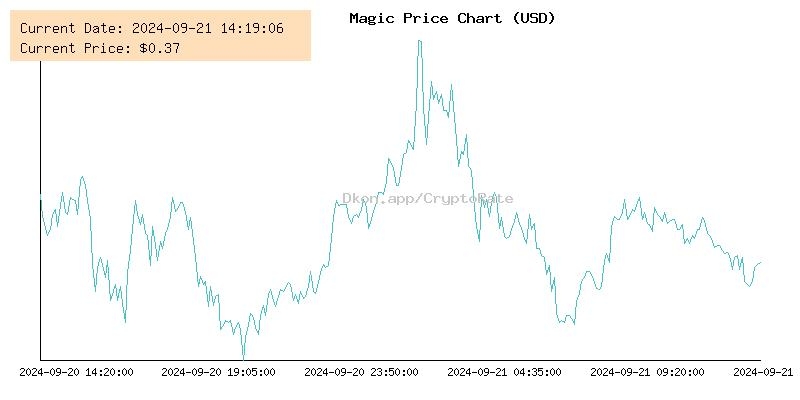 Magic Price Chart (USD)
Current Date: 2024-09-21 14:19:06
Current Price: $0.37
Dkon.app/CryptoRate
2024-09-20 14:20:00 2024-09-20 19:05:00 2024-09-20 23:50:00 2024-09-21 04:35:00 2024-09-21 09:20:00 2024-09-21